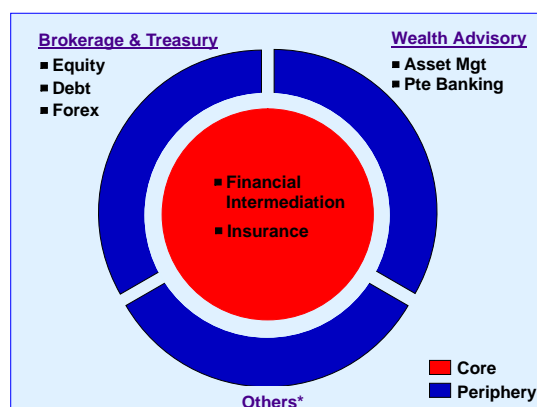 Brokerage & Treasury
▪ Equity
▪ Debt
▪ Forex
Wealth Advisory
▪ Asset Mgt
▪ Pte Banking
▪ Financial
Intermediation
▪ Insurance
Core
Periphery
Others*